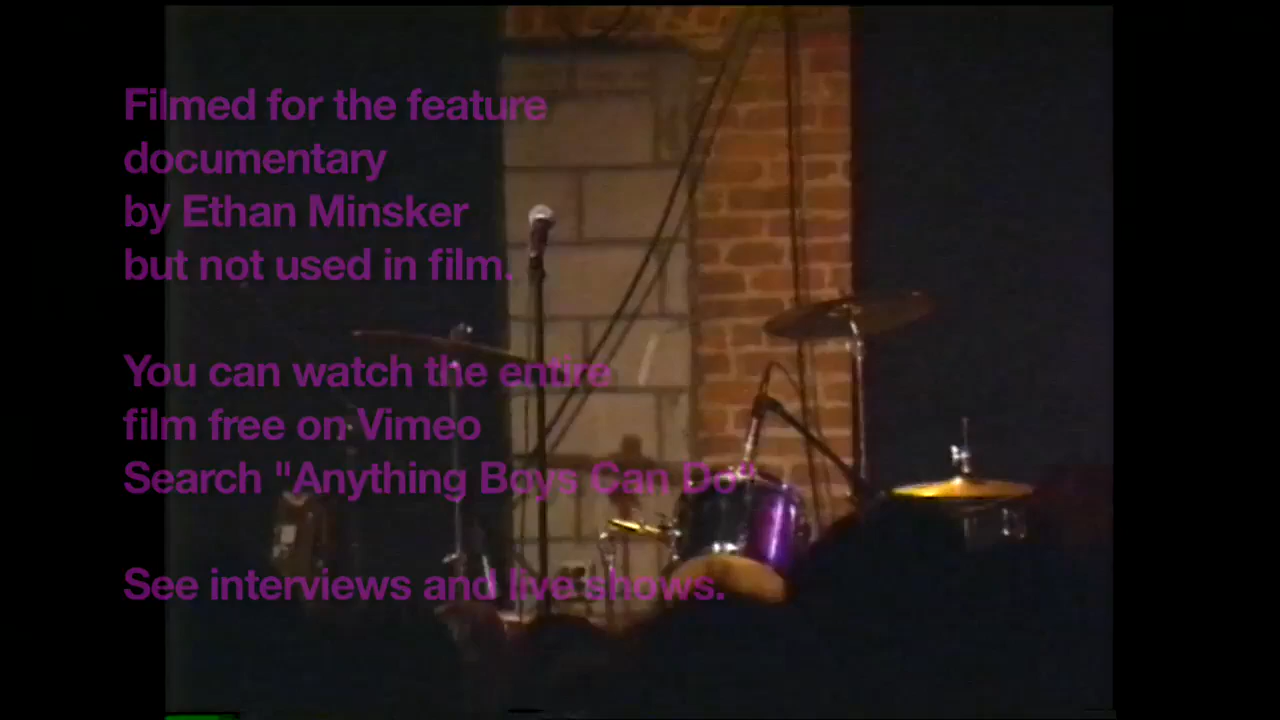 Filmed for the feature
documentary
by Ethan Minsker
but not used in film.
You can watch the entire
film free on Vimeo
Search "Anything Boys Can Do"
See interviews and live shows.